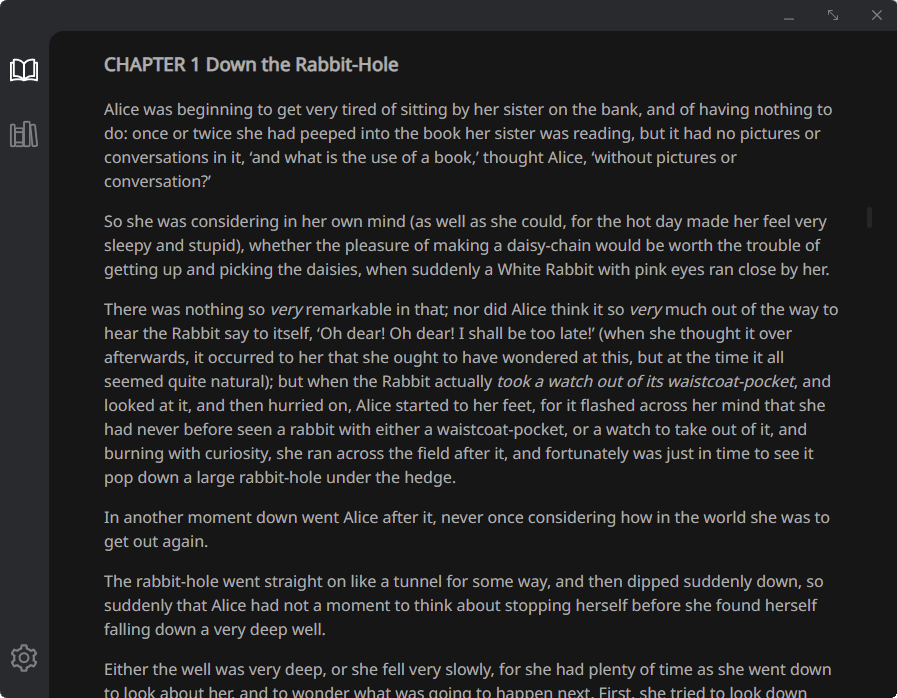 CHAPTER 1 Down the Rabbit-Hole
Alice was beginning to get very tired of sitting by her sister on the bank, and of having nothing to
do: once or twice she had peeped into the book her sister was reading, but it had no pictures or
conversations in it, ‘and what is the use of a book,’ thought Alice, ‘without pictures or
conversation?’
So she was considering in her own mind (as well as she could, for the hot day made her feel very
sleepy and stupid), whether the pleasure of making a daisy-chain would be worth the trouble of
getting up and picking the daisies, when suddenly a White Rabbit with pink eyes ran close by her.
There was nothing so very remarkable in that; nor did Alice think it so very much out of the way to
hear the Rabbit say to itself, ‘Oh dear! Oh dear! I shall be too late!’ (when she thought it over
afterwards, it occurred to her that she ought to have wondered at this, but at the time it all
seemed quite natural); but when the Rabbit actually took a watch out of its waistcoat-pocket, and
looked at it, and then hurried on, Alice started to her feet, for it flashed across her mind that she
had never before seen a rabbit with either a waistcoat-pocket, or a watch to take out of it, and
burning with curiosity, she ran across the field after it, and fortunately was just in time to see it
pop down a large rabbit-hole under the hedge.
In another moment down went Alice after it, never once considering how in the world she was to
get out again.
The rabbit-hole went straight on like a tunnel for some way, and then dipped suddenly down, so
suddenly that Alice had not a moment to think about stopping herself before she found herself
falling down a very deep well.
Either the well was very deep, or she fell very slowly, for she had plenty of time as she went down
to look about her, and to wonder what was going to happen next. First, she tried to look down